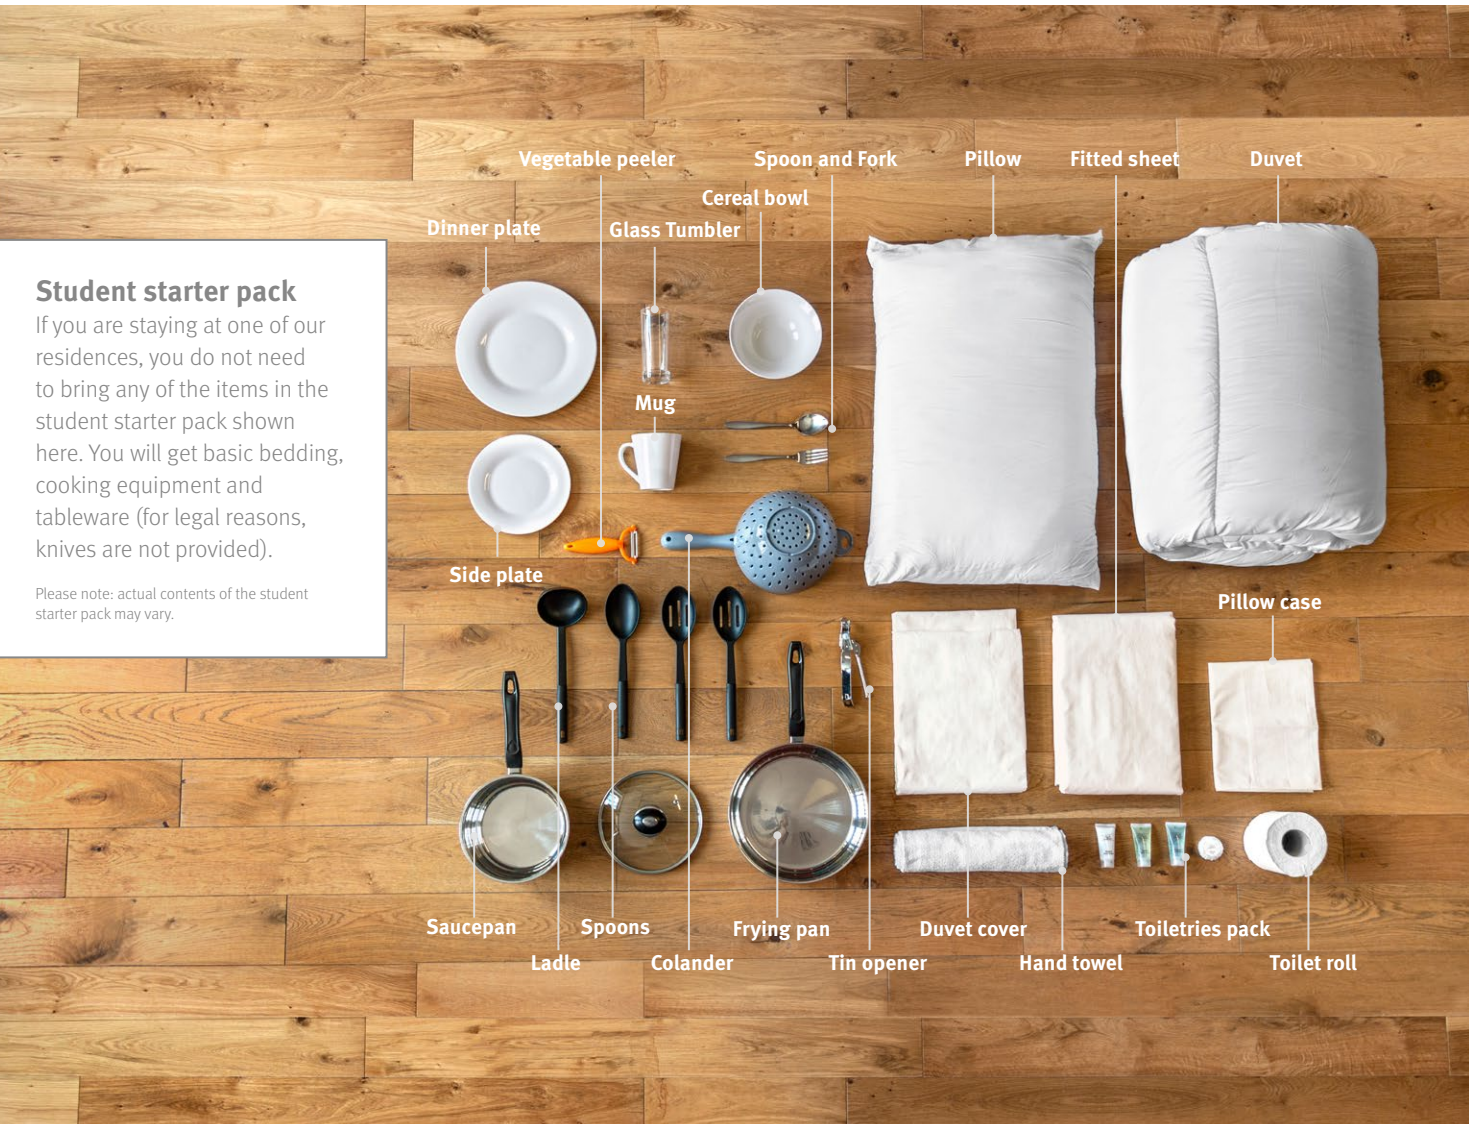 Student starter pack
If you are staying at one of our
residences, you do not need
to bring any of the items in the
student starter pack shown
here. You will get basic bedding,
cooking equipment and
tableware (for legal reasons,
knives are not provided).
Please note: actual contents of the student
starter pack may vary.
Vegetable peeler
Spoon and Fork
Pillow
Fitted sheet
Duvet
Cereal bowl
Dinner plate
Glass Tumbler
Mug
Side plate
Pillow case
Saucepan
Spoons
Frying pan
Duvet cover
Toiletries pack
Ladle
Colander
Tin opener
Hand towel
Toilet roll